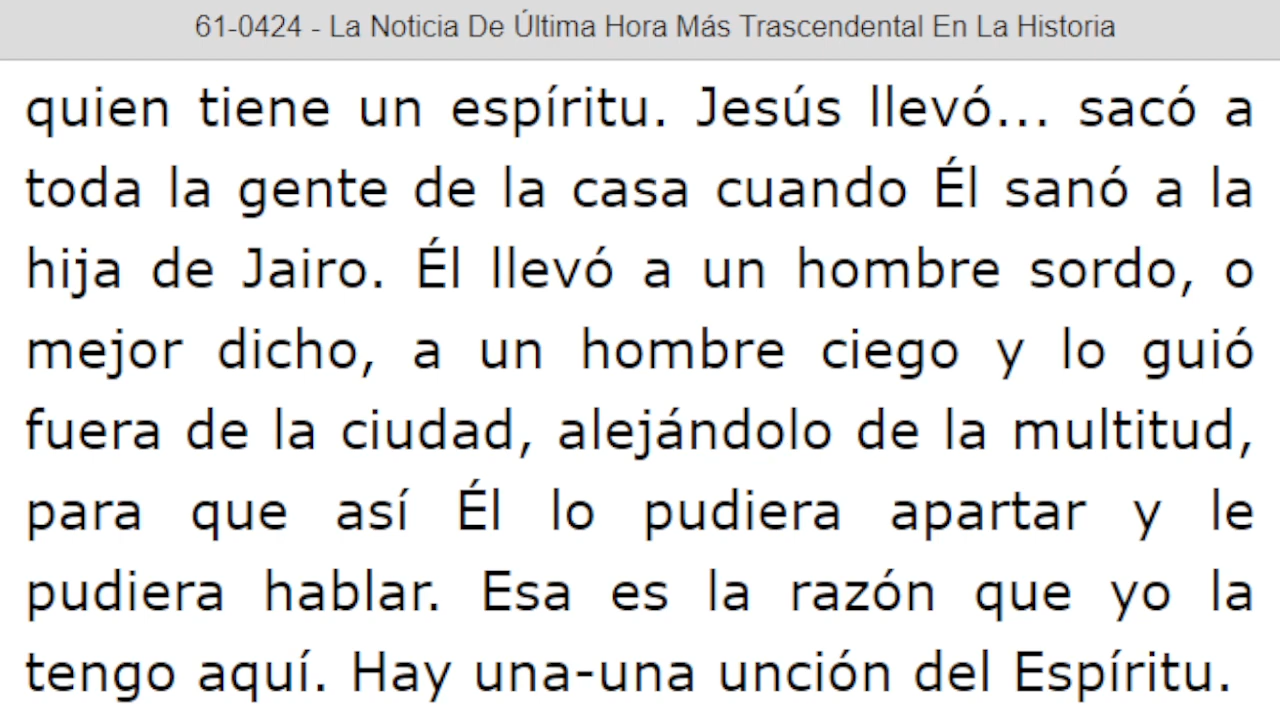 61-0424 - La Noticia De Última Hora Más Trascendental En La Historia
quien tiene un espíritu. Jesús llevó... sacó a
toda la gente de la casa cuando Él sanó a la
hija de Jairo. Él llevó a un hombre sordo, o
mejor dicho, a un hombre ciego y lo guió
fuera de la ciudad, alejándolo de la multitud,
para que así Él lo pudiera apartar y le
pudiera hablar. Esa es la razón que yo la
tengo aquí. Hay una-una unción del Espíritu.